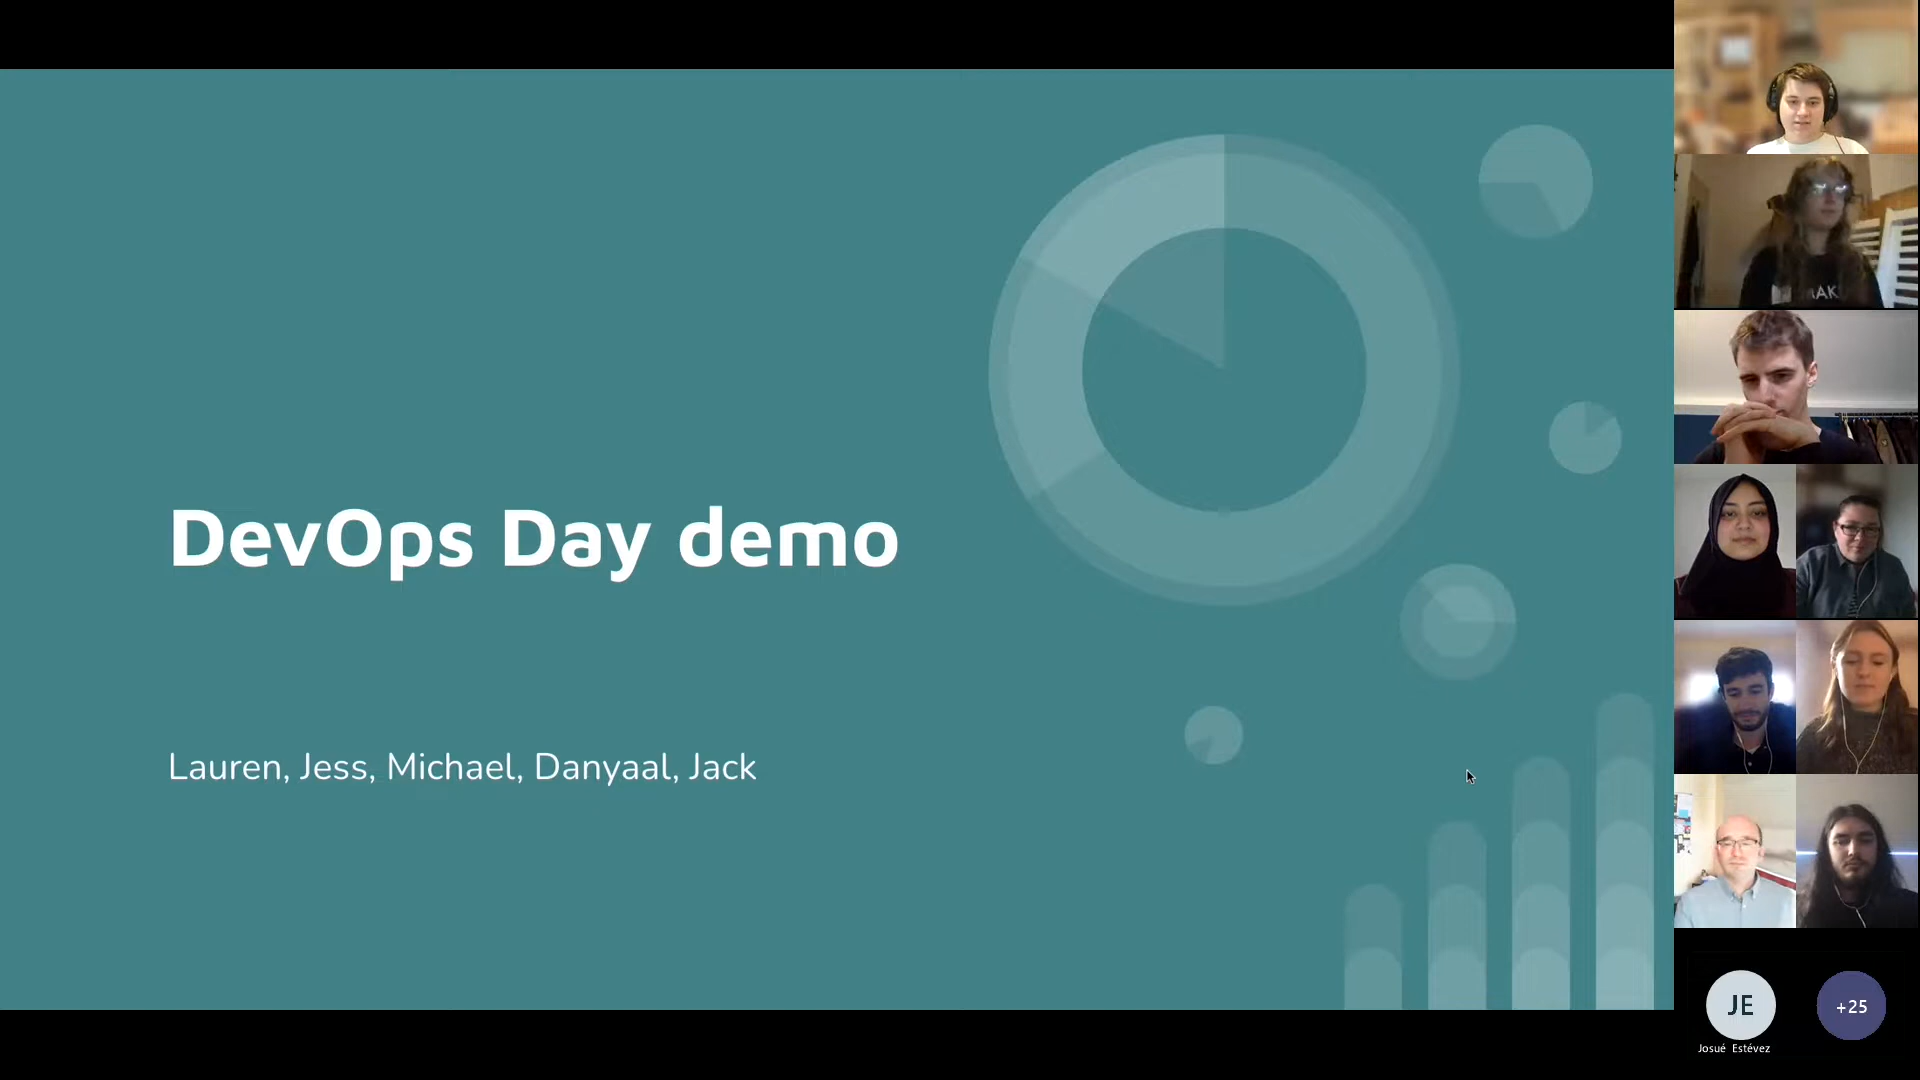 DevOps Day demo
Lauren, Jess, Michael, Danyaal, Jack
JE
Josué Estévez
+25